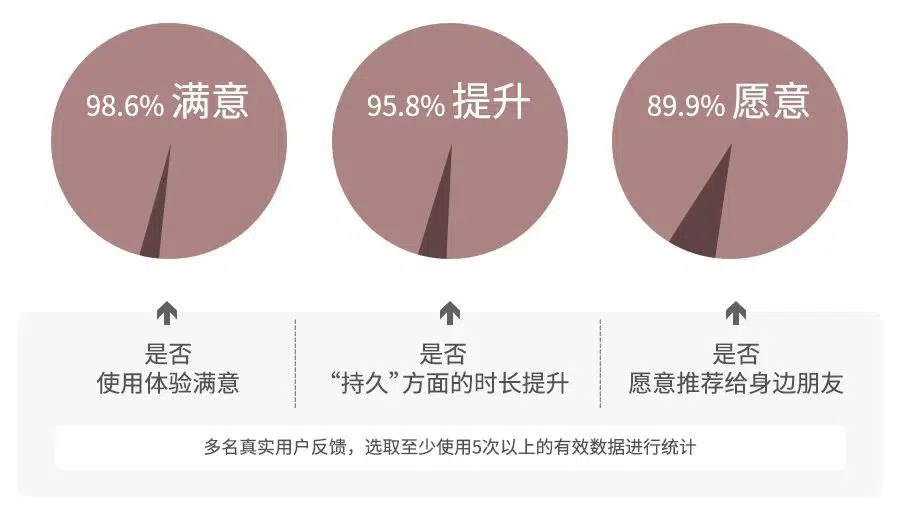 98.6% 满意
95.8% 提升
89.9% 愿意
是否
使用体验满意
是否
“持久”方面的时长提升
是否
愿意推荐给身边朋友
多名真实用户反馈，选取至少使用5次以上的有效数据进行统计